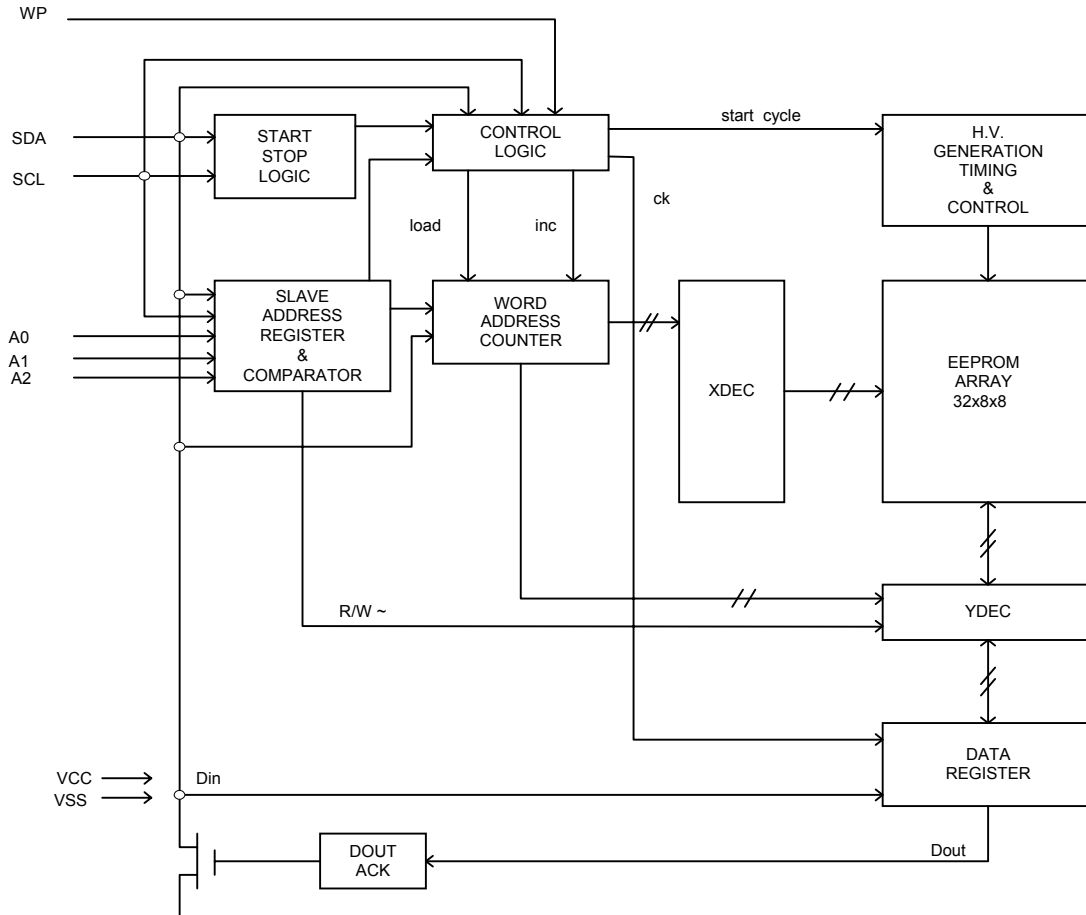 WP
SDA
SCL
START
STOP
LOGIC
CONTROL
LOGIC
start cycle
H.V.
GENERATION
TIMING
&
CONTROL
load
inc
ck
A0
A1
A2
SLAVE
ADDRESS
REGISTER
&
COMPARATOR
WORD
ADDRESS
COUNTER
XDEC
EEPROM
ARRAY
32x8x8
R/W ~
YDEC
VCC
VSS
Din
DATA
REGISTER
DOUT
ACK
Dout